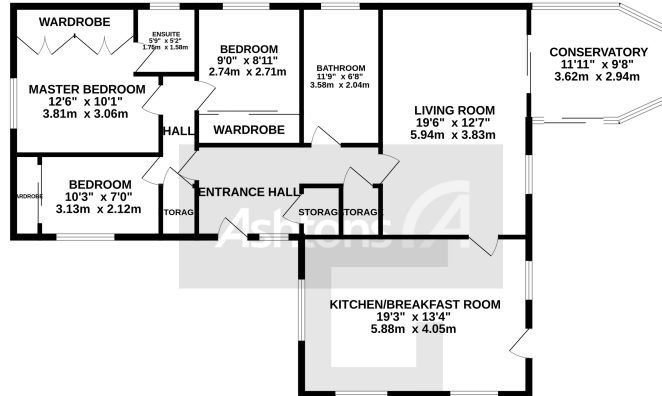 WARDROBE
ENSUITE
5'9" x 5'2"
1.76m x 1.58m
BEDROOM
9'0" x 8'11"
2.74m x 2.71m
BATHROOM
11'9" x 6'8"
3.58m x 2.04m
CONSERVATORY
11'11" x 9'8"
3.62m x 2.94m
MASTER BEDROOM
12'6" x 10'1"
3.81m x 3.06m
LIVING ROOM
19'6" x 12'7"
5.94m x 3.83m
HALL
WARDROBE
BEDROOM
10'3" x 7'0"
3.13m x 2.12m
ARDROBE
ENTRANCE HALL
TORAG
STORAG
TORAG
Ashtons
KITCHEN/BREAKFAST ROOM
19'3" x 13'4"
5.88m x 4.05m